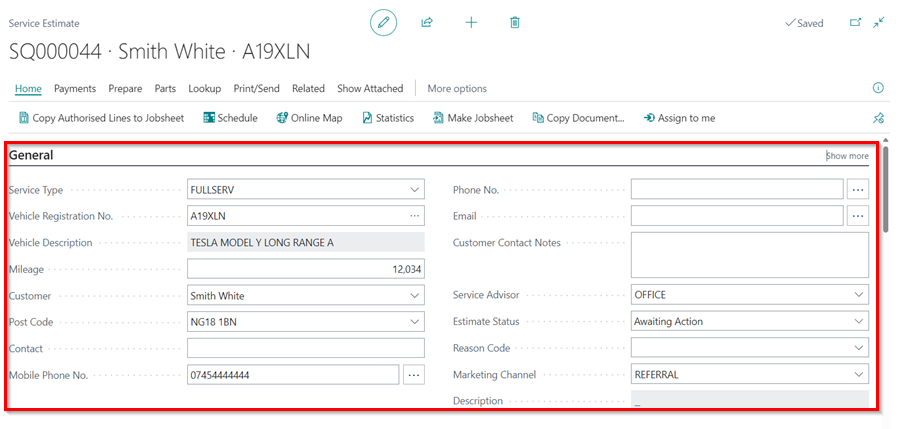 Service Estimate
Saved
SQ000044 · Smith White · A19XLN
Home Payments Prepare Parts Lookup Print/Send Related Show Attached More options
Copy Authorised Lines to Jobsheet Schedule Online Map Statistics Make Jobsheet Copy Document... Assign to me
General
Show more
Service Type FULLSERV
Vehicle Registration No. A19XLN
Vehicle Description TESLA MODEL Y LONG RANGE A
Mileage 12,034
Customer Smith White
Post Code NG18 1BN
Contact
Mobile Phone No. 07454444444
Phone No.
Email
Customer Contact Notes
Service Advisor OFFICE
Estimate Status Awaiting Action
Reason Code
Marketing Channel REFERRAL
Description _